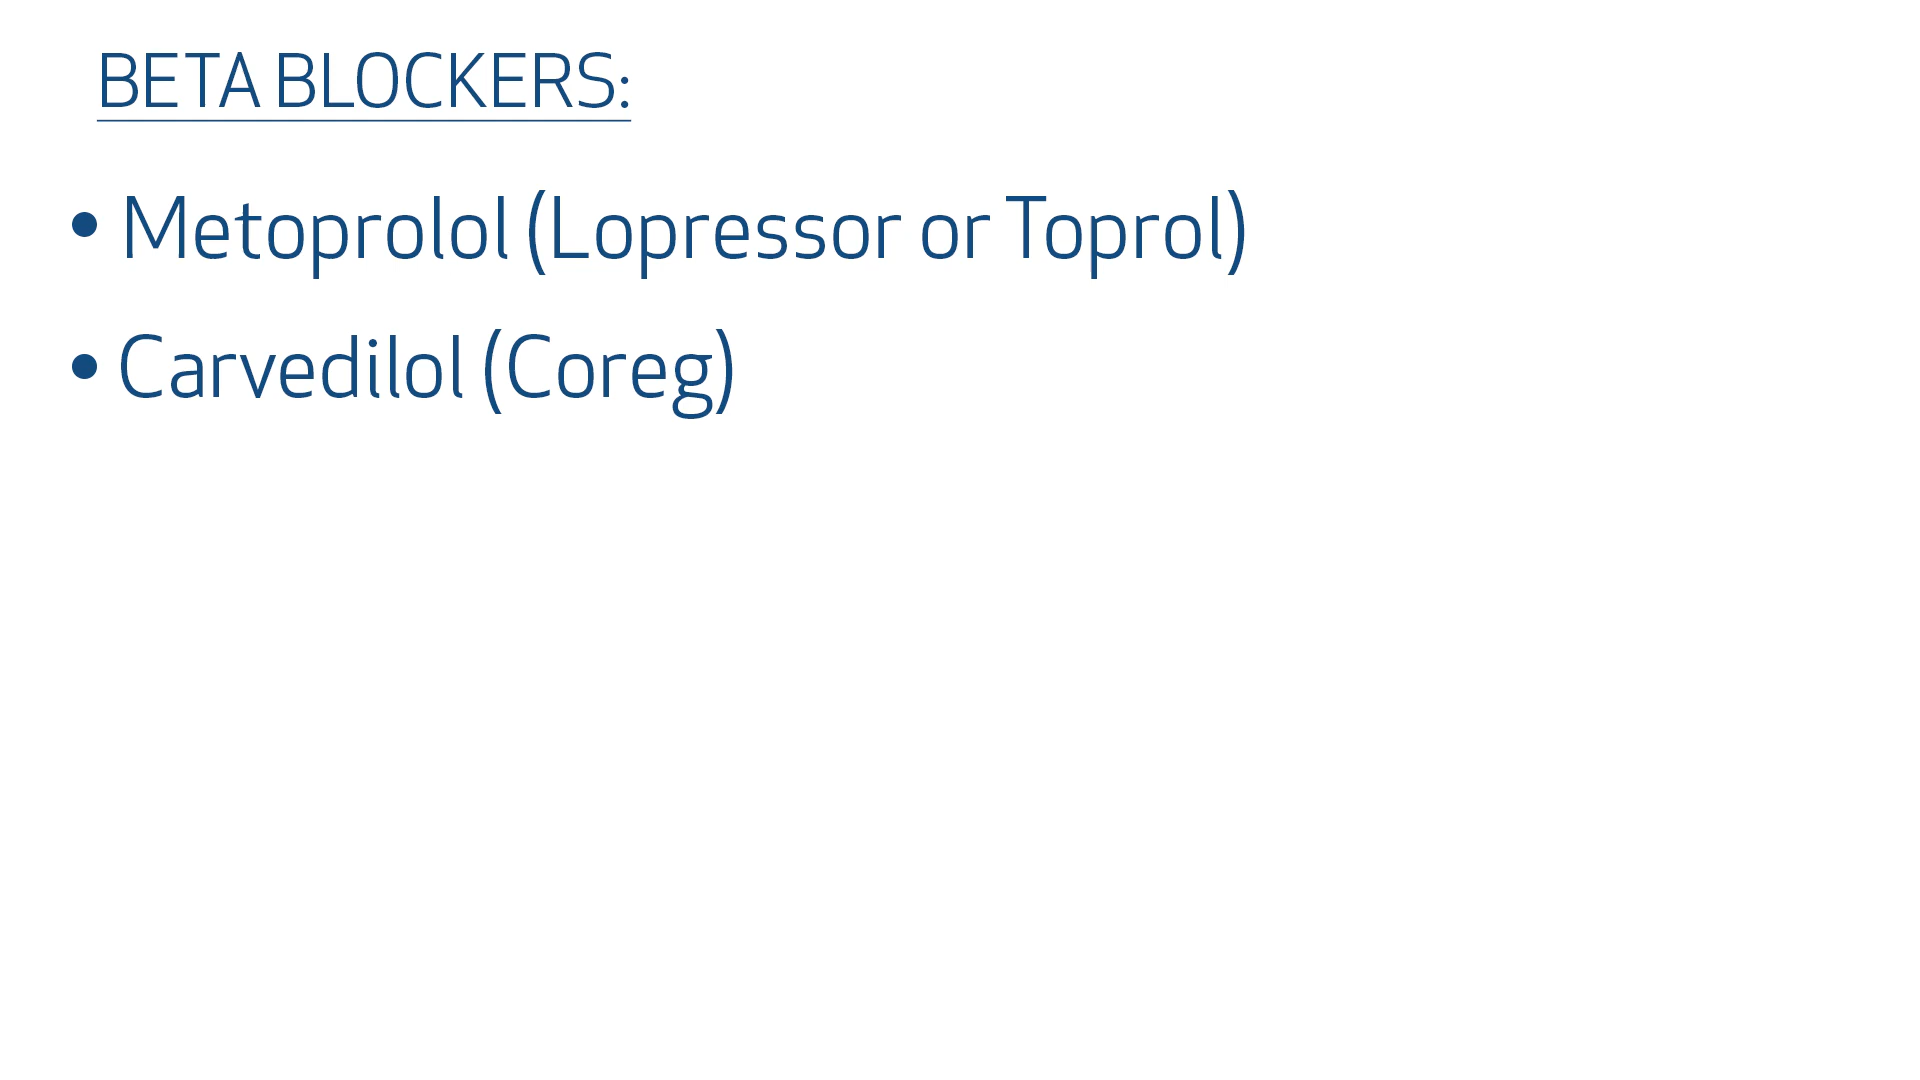 BETA BLOCKERS:
• Metoprolol (Lopressor or Toprol)
• Carvedilol (Coreg)